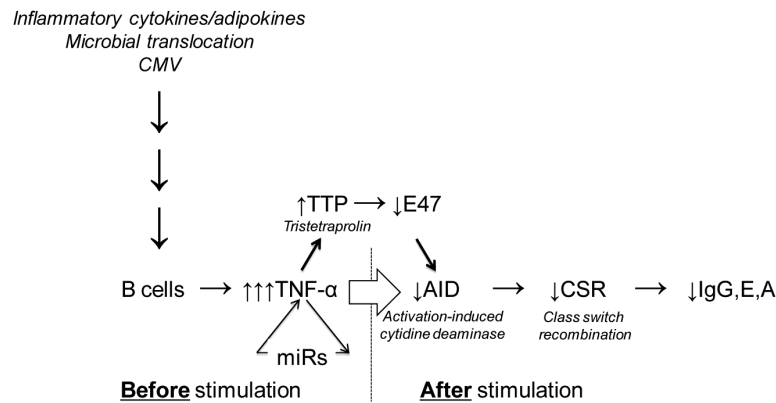 Inflammatory cytokines/adipokines
Microbial translocation
CMV
↑TTP → ↓E47
Tristetraprolin
B cells → ↑↑↑TNF-α ↓AID → ↓CSR → ↓IgG,E,A
Activation-induced
cytidine deaminase
Class switch
recombination
miRs
Before stimulation
After stimulation